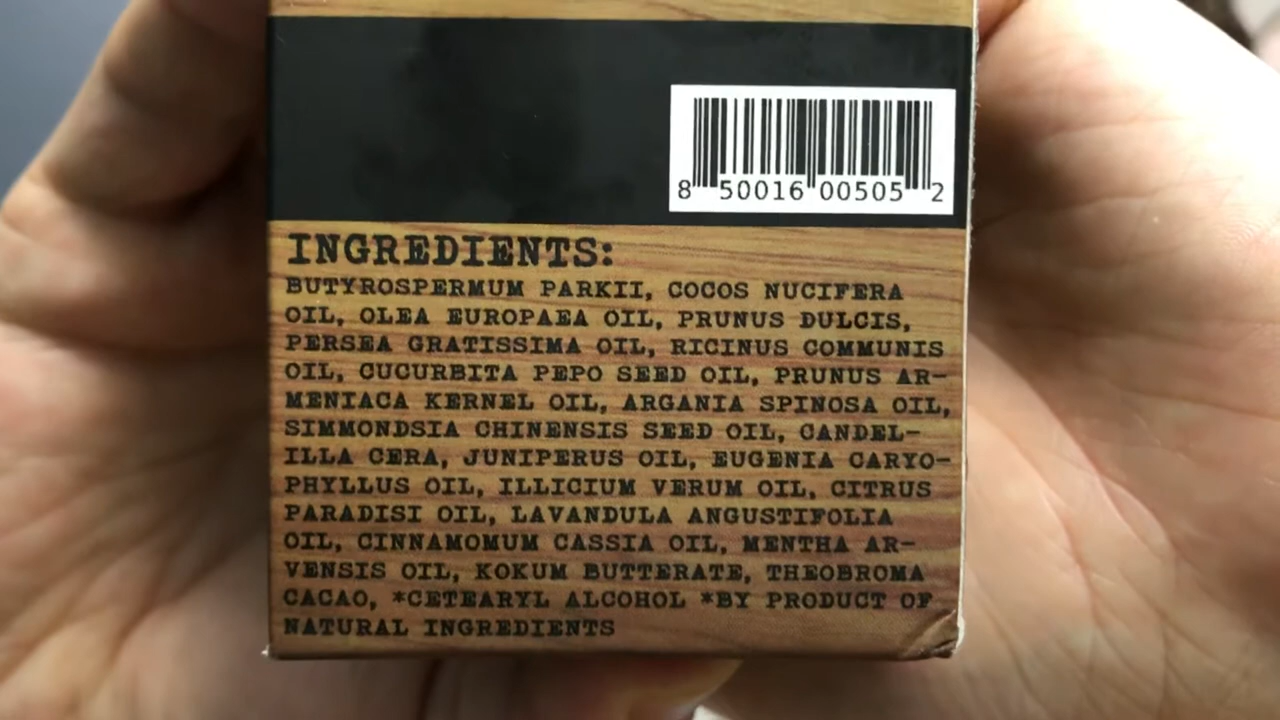 8 50016 00505 2
INGREDIENTS:
BUTYROSPERMUM PARKII, COCOS NUCIFERA
OIL, OLEA EUROPAEA OIL, PRUNUS DULCIS,
PERSEA GRATISSIMA OIL, RICINUS COMMUNIS
OIL, CUCURBITA PEPO SEED OIL, PRUNUS AR-
MENIACA KERNEL OIL, ARGANIA SPINOSA OIL,
SIMMONDSIA CHINENSIS SEED OIL, CANDEL-
ILLA CERA, JUNIPERUS OIL, EUGENIA CARYO-
PHYLLUS OIL, ILLICIUM VERUM OIL, CITRUS
PARADISI OIL, LAVANDULA ANGUSTIFOLIA
OIL, CINNAMOMUM CASSIA OIL, MENTHA AR-
VENSIS OIL, KOKUM BUTTERATE, THEOBROMA
CACAO, *CETEARYL ALCOHOL *BY PRODUCT OF
NATURAL INGREDIENTS